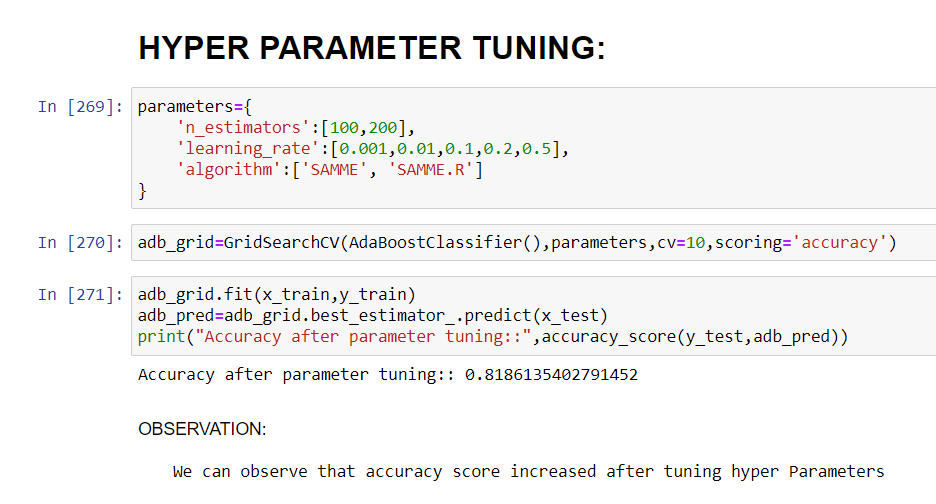 HYPER PARAMETER TUNING:
In [269]: parameters={
'n_estimators':[100,200],
'learning_rate':[0.001,0.01,0.1,0.2,0.5],
'algorithm':['SAMME', 'SAMME.R']
}
In [270]: adb_grid=GridSearchCV(AdaBoostClassifier(),parameters,cv=10,scoring='accuracy')
In [271]: adb_grid.fit(x_train,y_train)
adb_pred=adb_grid.best_estimator_.predict(x_test)
print("Accuracy after parameter tuning::",accuracy_score(y_test,adb_pred))
Accuracy after parameter tuning:: 0.8186135402791452
OBSERVATION:
We can observe that accuracy score increased after tuning hyper Parameters